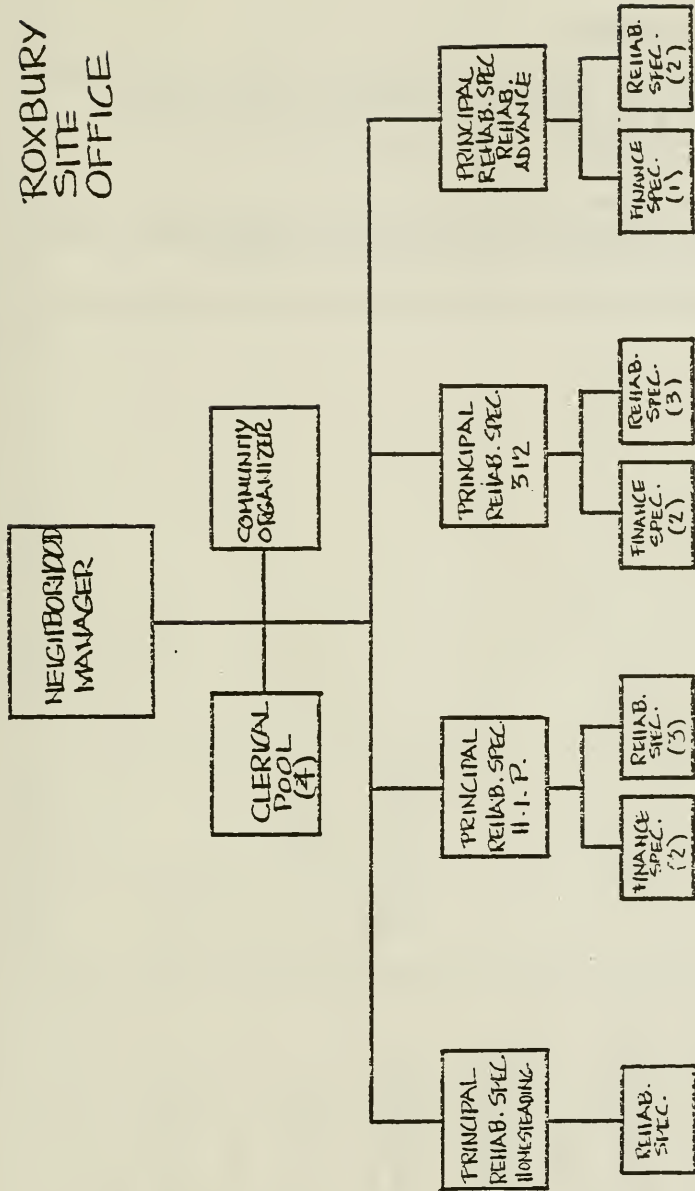 ROXBURY
SITE
OFFICE
NEIGHBORHOOD
MANAGER
CLERICAL
POOL
(4)
COMMUNITY
ORGANIZER
PRINCIPAL
REHAB. SPEC.
HOMESTEADING
PRINCIPAL
REHAB. SPEC.
H.I.P.
PRINCIPAL
REHAB. SPEC.
312
PRINCIPAL
REHAB. SPEC
REHAB.
ADVANCE
REHAB.
SPEC.
FINANCE
SPEC.
(2)
REHAB.
SPEC.
(3)
FINANCE
SPEC.
(2)
REHAB.
SPEC.
(3)
FINANCE
SPEC.
(1)
REHAB.
SPEC.
(2)